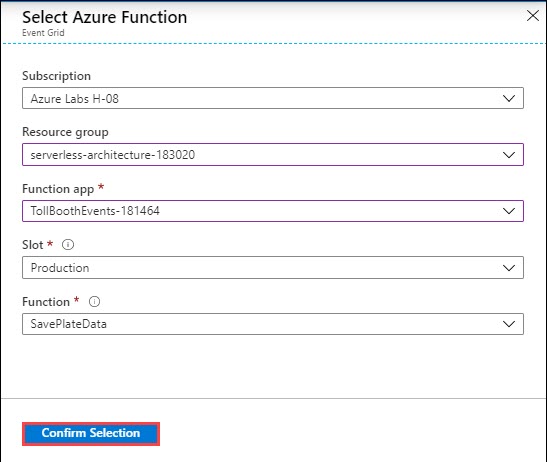 Select Azure Function
Event Grid
Subscription
Azure Labs H-08
Resource group
serverless-architecture-183020
Function app *
TollBoothEvents-181464
Slot *
Production
Function *
SavePlateData
Confirm Selection